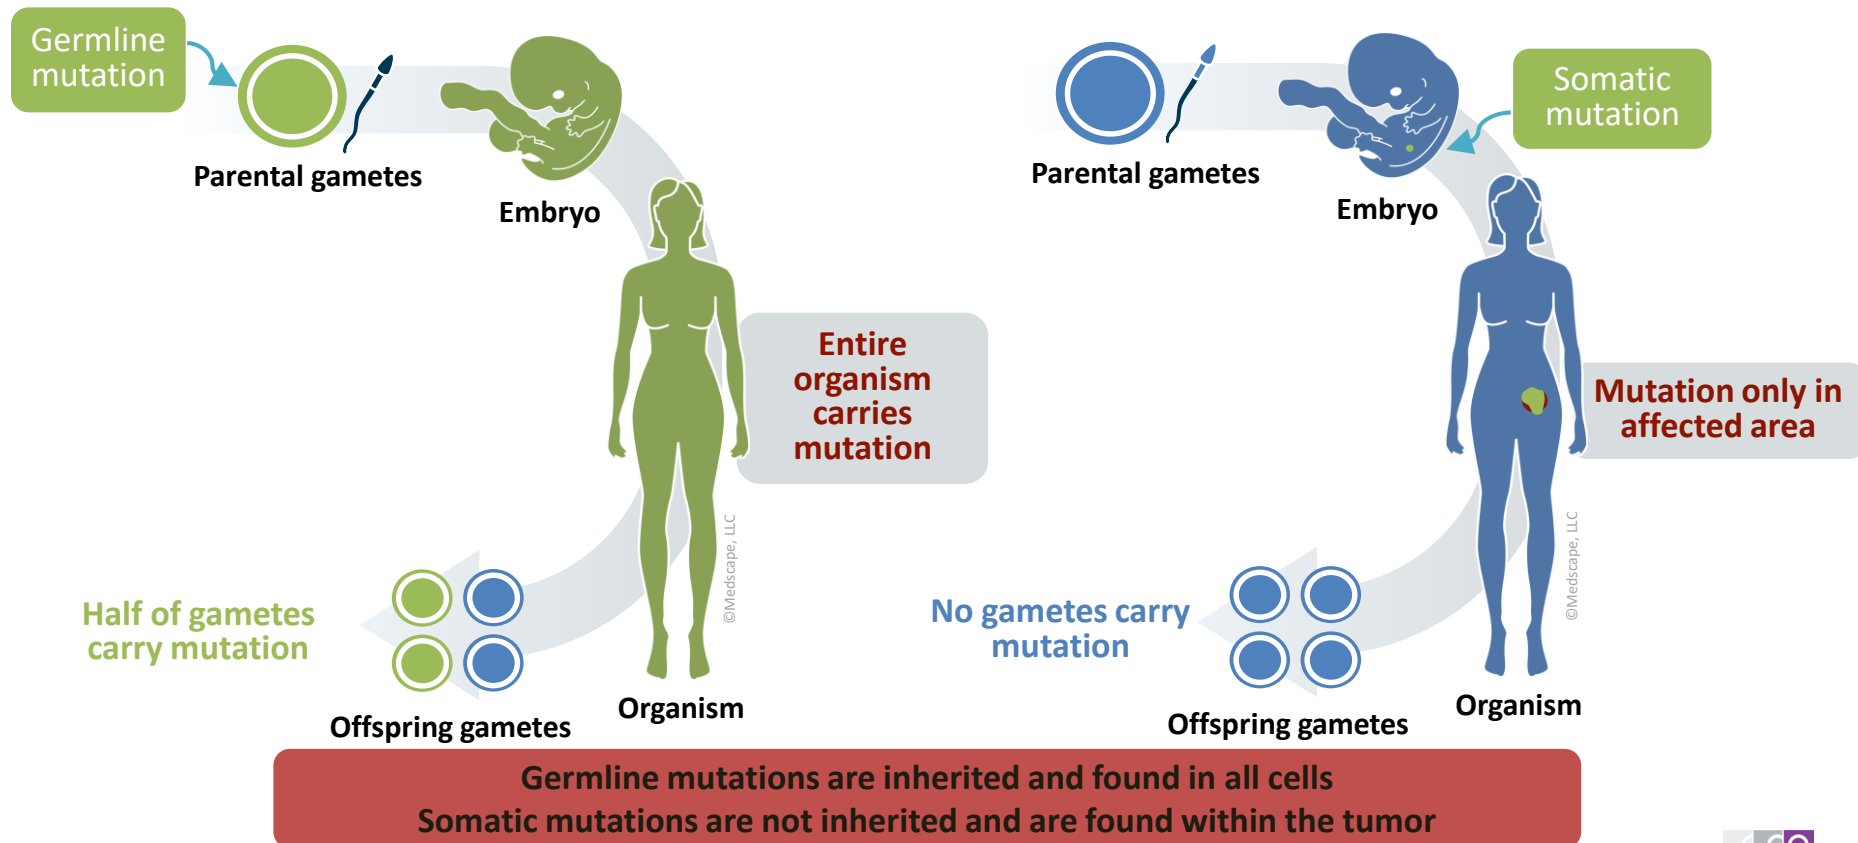 Germline
mutation
Parental gametes
Embryo
Entire
organism
carries
mutation
©Medscape, LLC
Half of gametes
carry mutation
Offspring gametes
Organism
Somatic
mutation
Parental gametes
Embryo
Mutation only in
affected area
©Medscape, LLC
No gametes carry
mutation
Offspring gametes
Organism
Germline mutations are inherited and found in all cells
Somatic mutations are not inherited and are found within the tumor